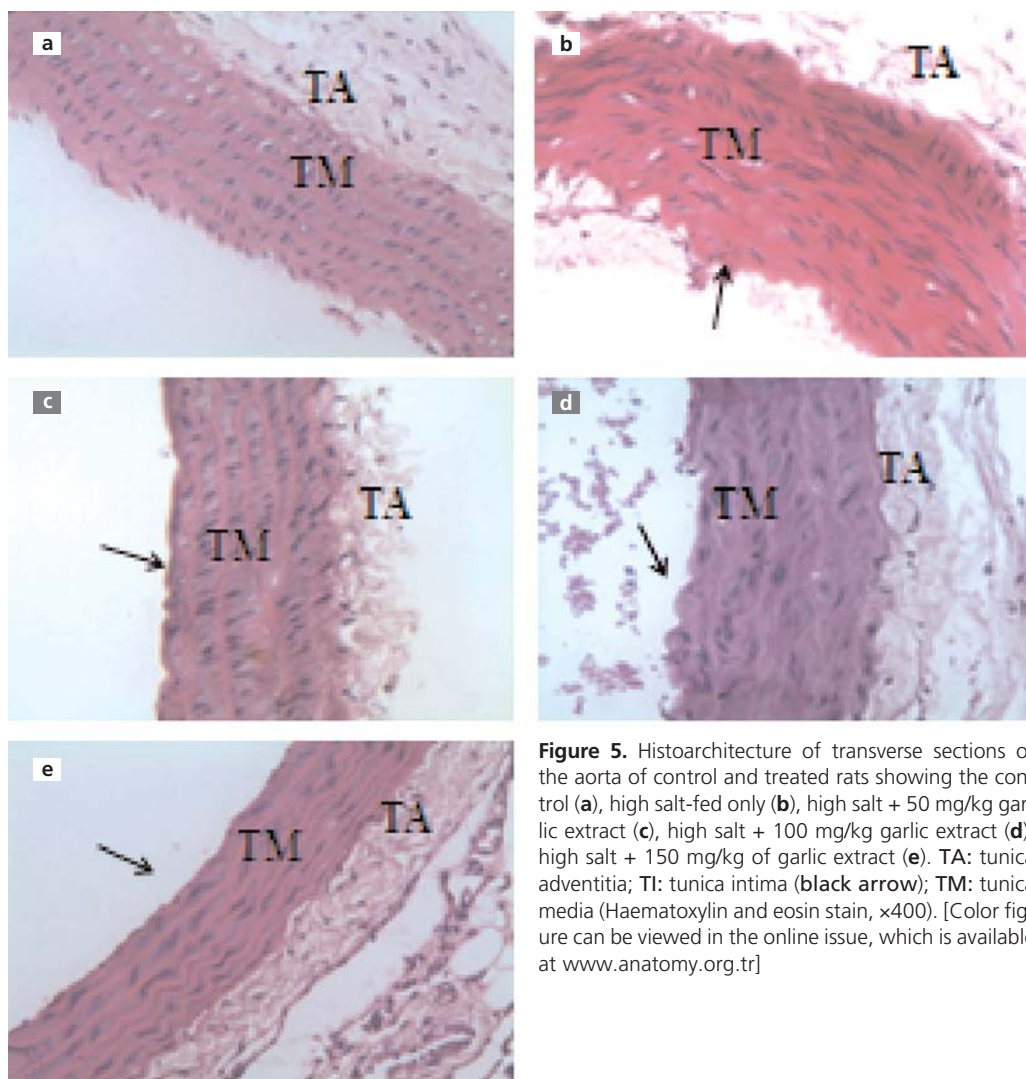 a
TA
TM
b
TA
TM
c
TM
TA
d
TM
TA
e
TM
TA
Figure 5. Histoarchitecture of transverse sections o
the aorta of control and treated rats showing the con
trol (a), high salt-fed only (b), high salt + 50 mg/kg gar
lic extract (c), high salt + 100 mg/kg garlic extract (d)
high salt + 150 mg/kg of garlic extract (e). TA: tunica
adventitia; TI: tunica intima (black arrow); TM: tunica
media (Haematoxylin and eosin stain, ×400). [Color fig
ure can be viewed in the online issue, which is available
at www.anatomy.org.tr]